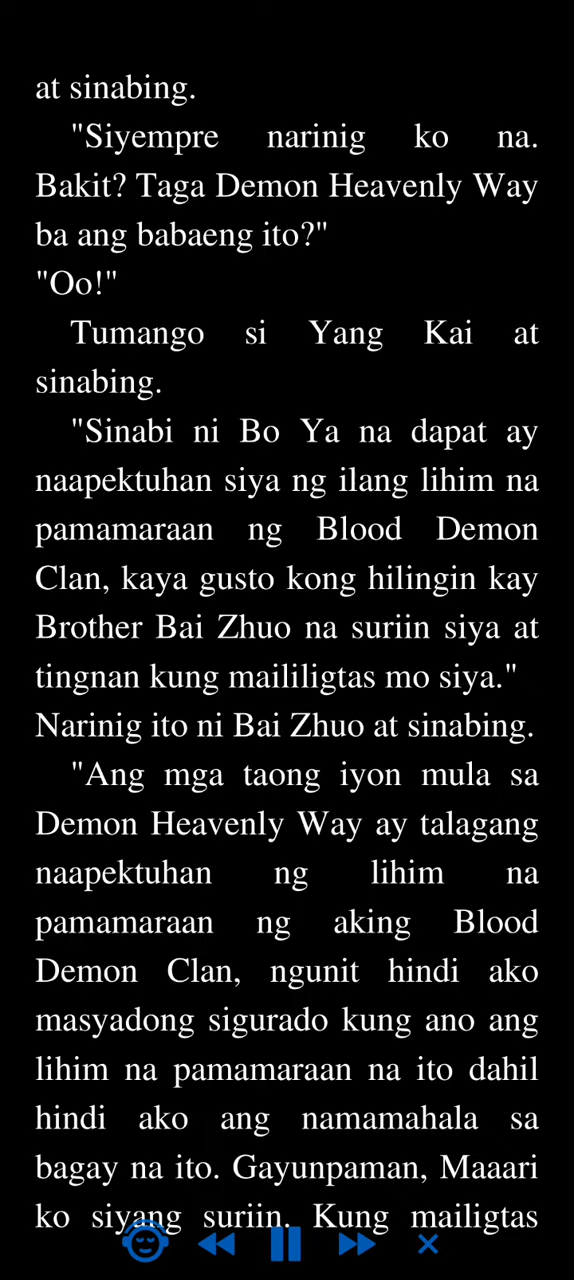 at sinabing.
"Siyempre narinig ko na.
Bakit? Taga Demon Heavenly Way
ba ang babaeng ito?"
"Oo!"
Tumango si Yang Kai at
sinabing.
"Sinabi ni Bo Ya na dapat ay
naapektuhan siya ng ilang lihim na
pamamaraan ng Blood Demon
Clan, kaya gusto kong hilingin kay
Brother Bai Zhuo na suriin siya at
tingnan kung maililigtas mo siya."
Narinig ito ni Bai Zhuo at sinabing.
"Ang mga taong iyon mula sa
Demon Heavenly Way ay talagang
naapektuhan ng lihim na
pamamaraan ng aking Blood
Demon Clan, ngunit hindi ako
masyadong sigurado kung ano ang
lihim na pamamaraan na ito dahil
hindi ako ang namamahala sa
bagay na ito. Gayunpaman, Maaari
ko siyang suriin. Kung mailigtas